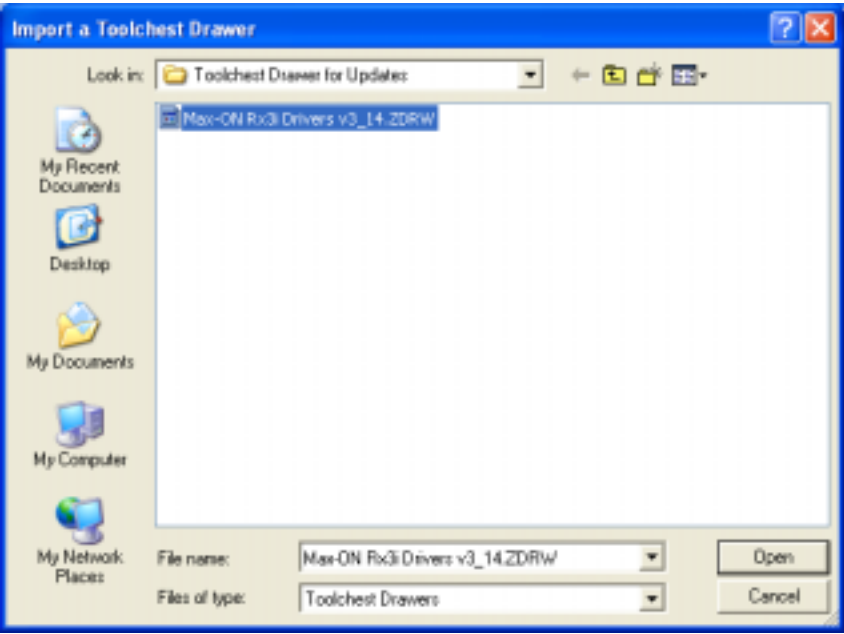 Import a Toolchest Drawer
Look in: Toolchest Drawer for Updates
Max-ON Rx3i Drivers v3_14.ZDRW
My Recent
Documents
Desktop
My Documents
My Computer
My Network
Places
File name: Max-ON Rx3i Drivers v3_14.ZDRW Open
Files of type: Toolchest Drawers Cancel